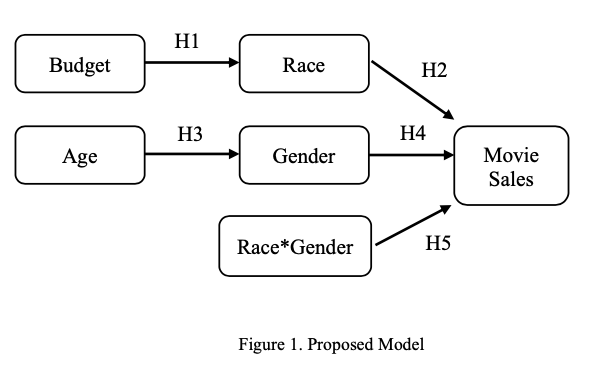 H1
Budget
Race
H2
H3
H4
Age
Gender
Movie
Sales
Race*Gender
H5
Figure 1. Proposed Model